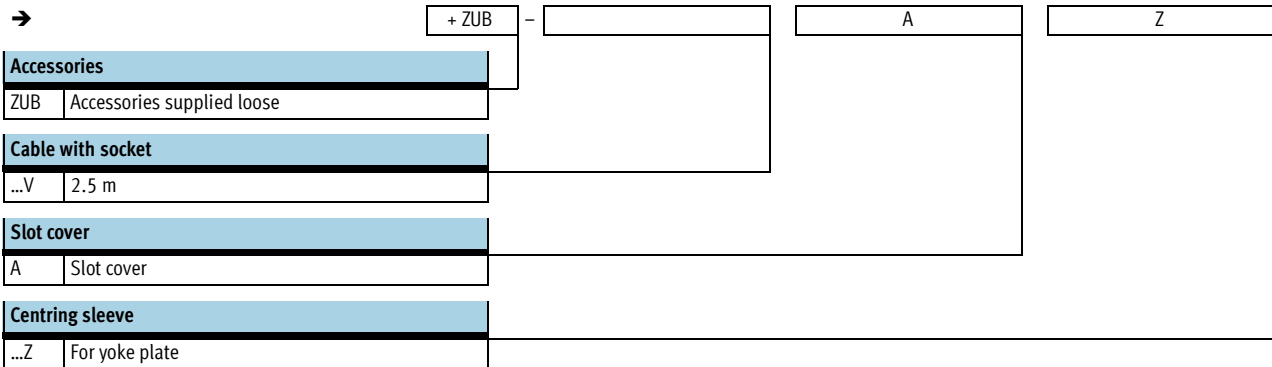 ➔ + ZUB – A Z
Accessories
ZUB Accessories supplied loose
Cable with socket
...V 2.5 m
Slot cover
A Slot cover
Centring sleeve
...Z For yoke plate